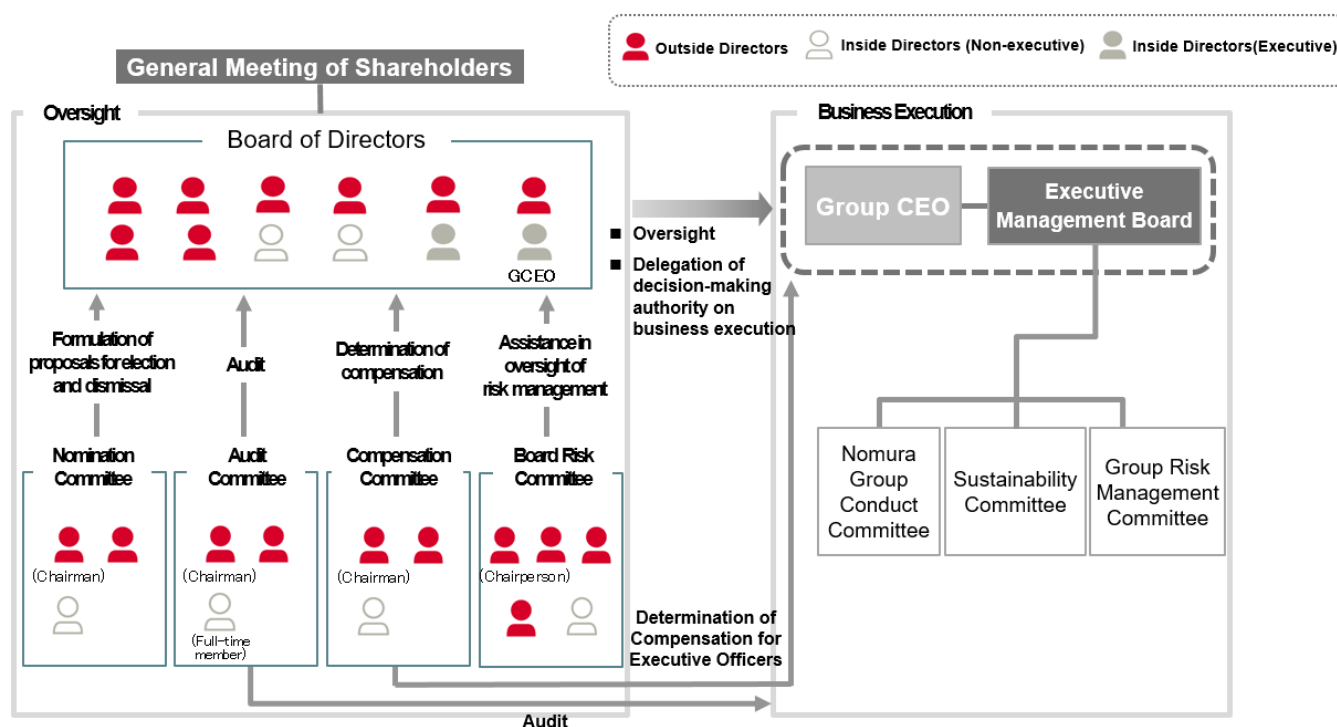 Outside Directors
Inside Directors (Non-executive)
Inside Directors(Executive)
General Meeting of Shareholders
Oversight
Board of Directors
GCEO
Oversight
Delegation of
decision-making
authority on
business execution
Business Execution
Group CEO
Executive
Management Board
Formulation of
proposals for election
and dismissal
Audit
Determination of
compensation
Assistance in
oversight of
risk management
Nomination
Committee
(Chairman)
Audit
Committee
(Chairman)
(Full-time
member)
Compensation
Committee
(Chairman)
Board Risk
Committee
(Chairperson)
Nomura
Group
Conduct
Committee
Sustainability
Committee
Group Risk
Management
Committee
Determination of
Compensation for
Executive Officers
Audit